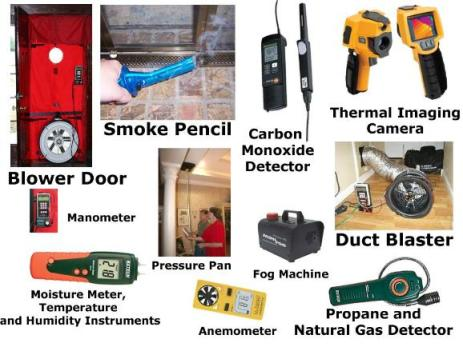 Smoke Pencil
Carbon
Monoxide
Detector
Thermal Imaging
Camera
Blower Door
Manometer
Pressure Pan
Fog Machine
Duct Blaster
Moisture Meter,
Temperature
and Humidity Instruments
Anemometer
Propane and
Natural Gas Detector